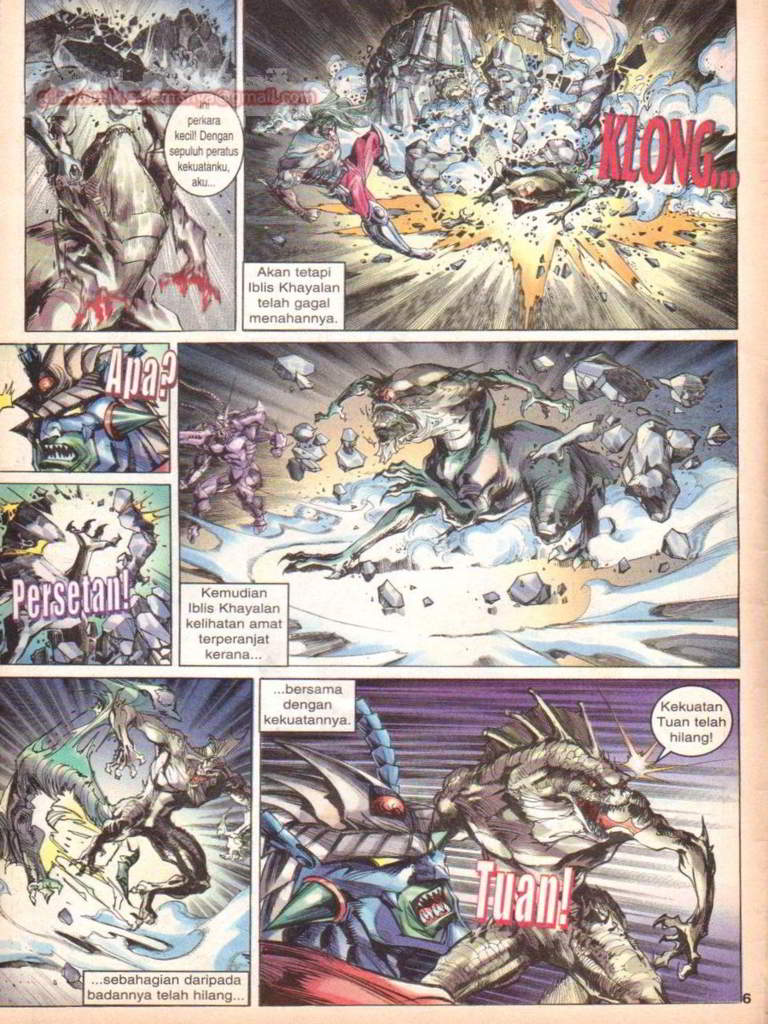 perkara
kecil! Dengan
sepuluh peratus
kekuatanku,
aku...
KLONG...
Akan tetapi
Iblis Khayalan
telah gagal
menahannya.
Apa?
Persetan!
Kemudian
Iblis Khayalan
kelihatan amat
terperanjat
kerana...
...sebahagian daripada
badannya telah hilang...
...bersama
dengan
kekuatannya.
Kekuatan
Tuan telah
hilang!
Tuan!
6